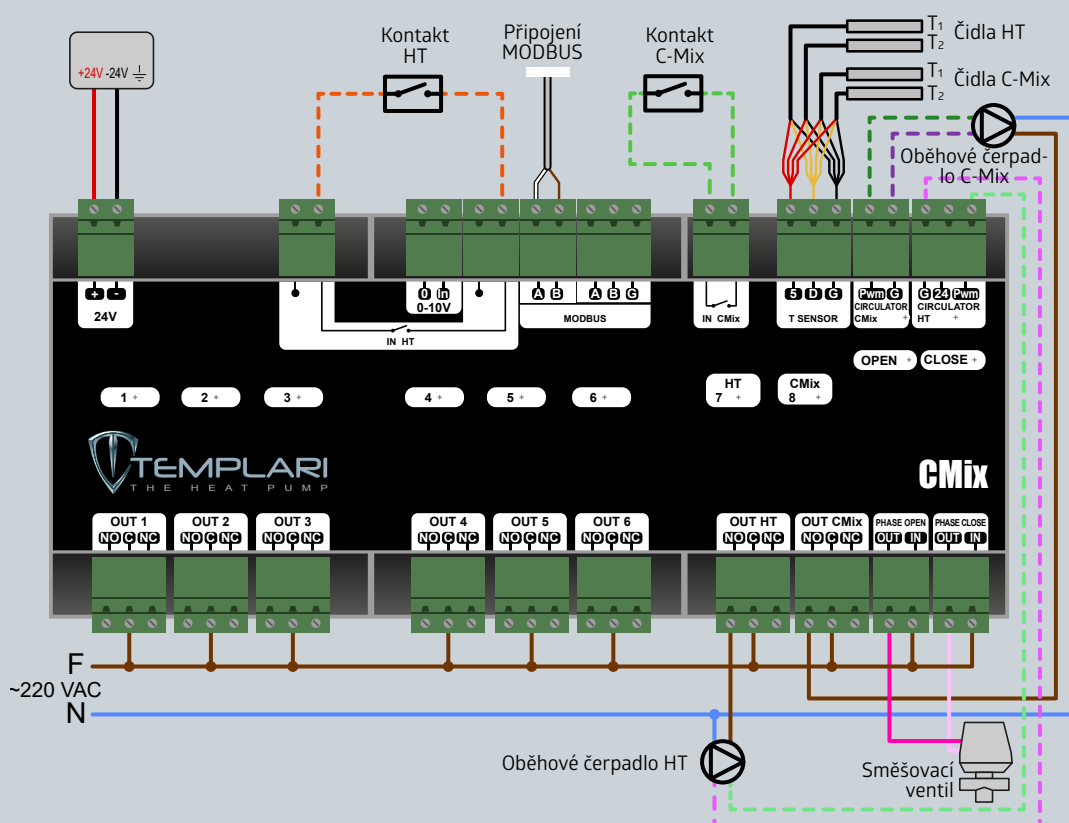 Kontakt
HT
Připojení
MODBUS
Kontakt
C-Mix
T1
T2
Čidla HT
T1
T2
Čidla C-Mix
+24V -24V
Oběhové čerpad-
lo C-Mix
+ -
24V
0 in
0-10V
IN HT
A B A B G
MODBUS
IN CMix
5 D G
T SENSOR
Pwm G
CIRCULATOR
CMix +
G 24 Pwm
CIRCULATOR
HT +
OPEN +
CLOSE +
1 +
2 +
3 +
4 +
5 +
6 +
HT
7 +
CMix
8 +
TEMPLARI
THE HEAT PUMP
CMix
OUT 1
NO C NC
OUT 2
NO C NC
OUT 3
NO C NC
OUT 4
NO C NC
OUT 5
NO C NC
OUT 6
NO C NC
OUT HT
NO C NC
OUT CMix
NO C NC
PHASE OPEN
OUT IN
PHASE CLOSE
OUT IN
F
~220 VAC
N
Oběhové čerpadlo HT
Směšovací
ventil